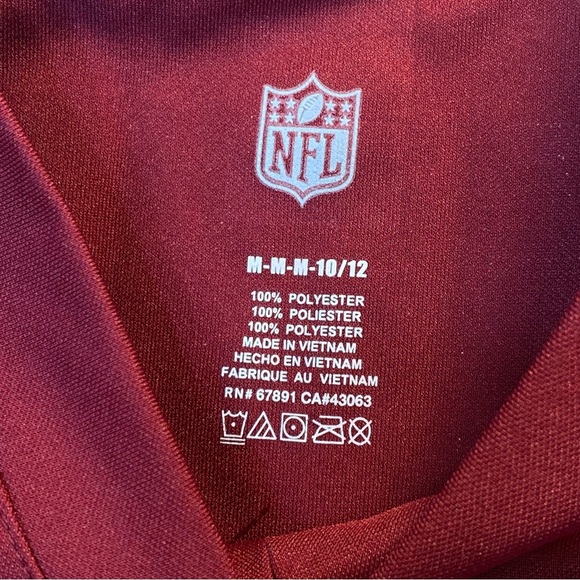 NFL
M-M-M-10/12
100% POLYESTER
100% POLIESTER
100% POLYESTER
MADE IN VIETNAM
HECHO EN VIETNAM
FABRIQUE AU VIETNAM
RN# 67891 CA#43063